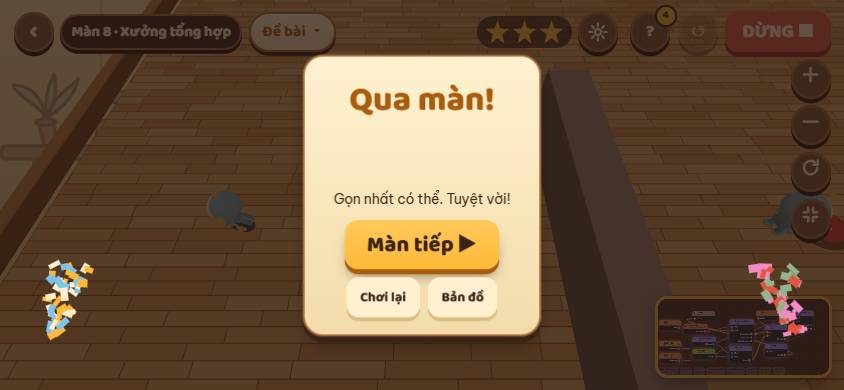 Màn 8 · Xưởng tổng hợp
Đề bài
4
?
DỪNG
Qua màn!
Gọn nhất có thể. Tuyệt vời!
Màn tiếp ▶
Chơi lại
Bản đồ